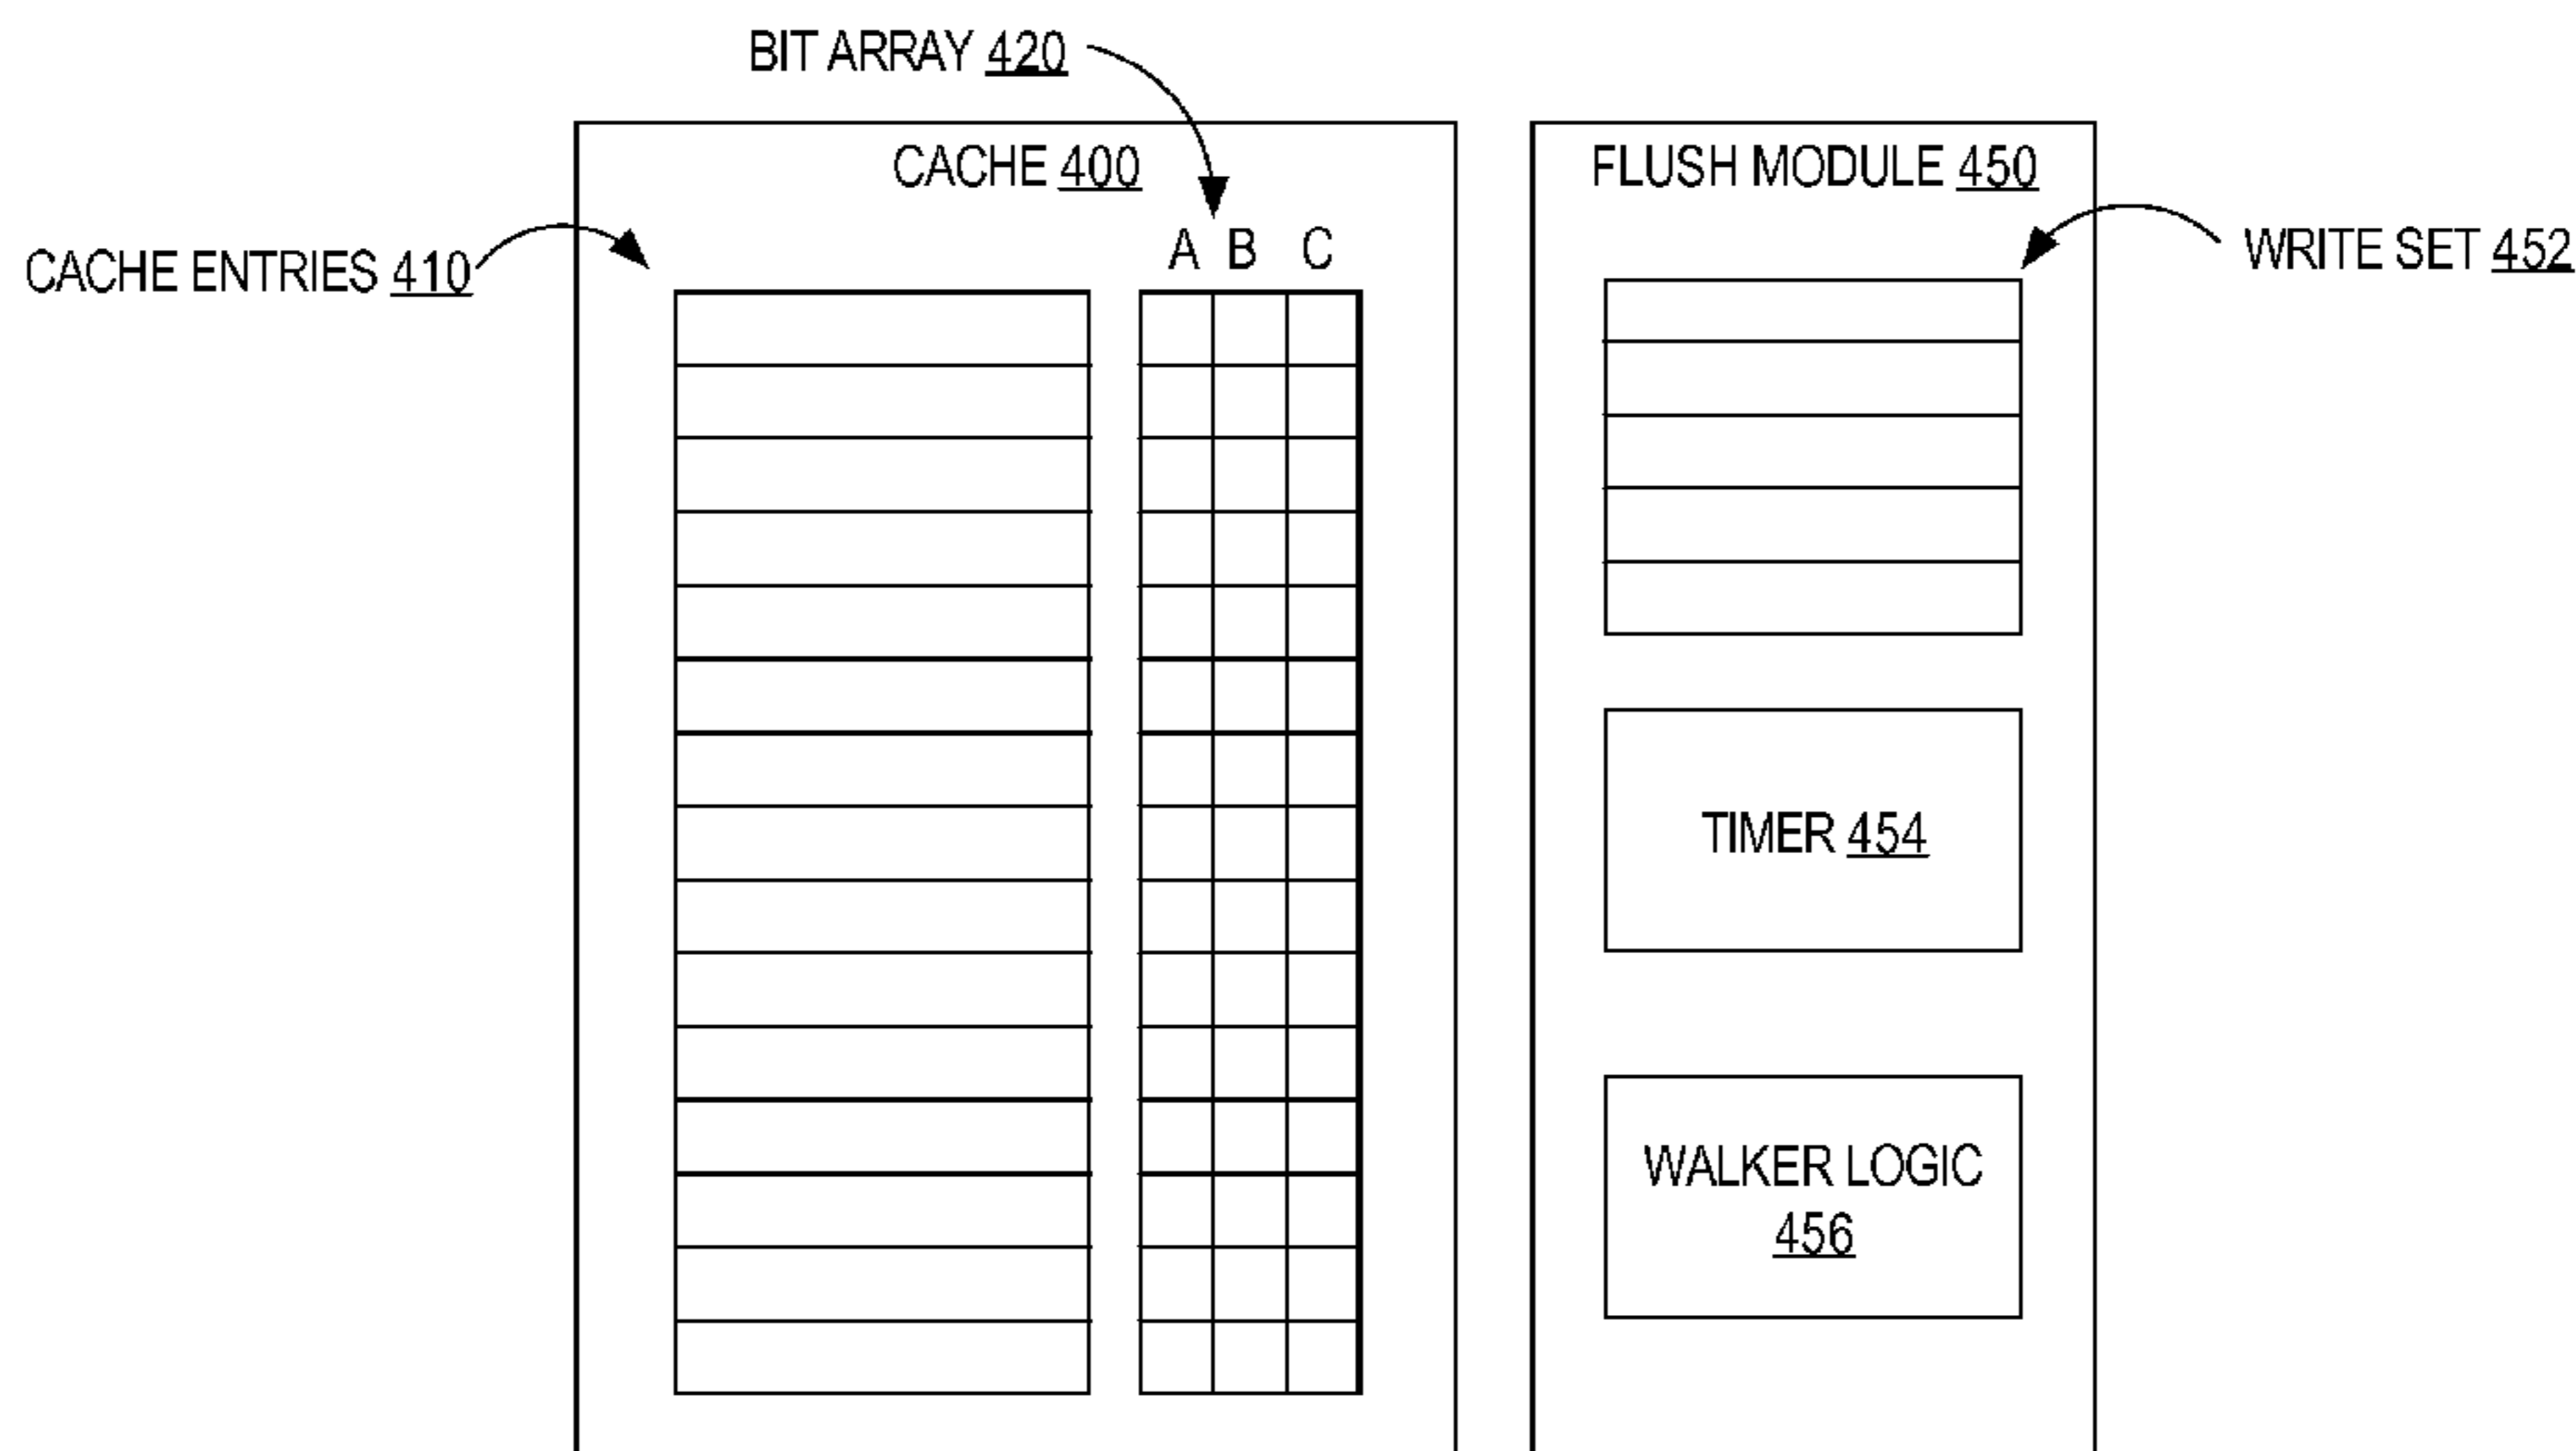 BIT ARRAY 420
CACHE 400
FLUSH MODULE 450
CACHE ENTRIES 410
A B C
WRITE SET 452
TIMER 454
WALKER LOGIC
456